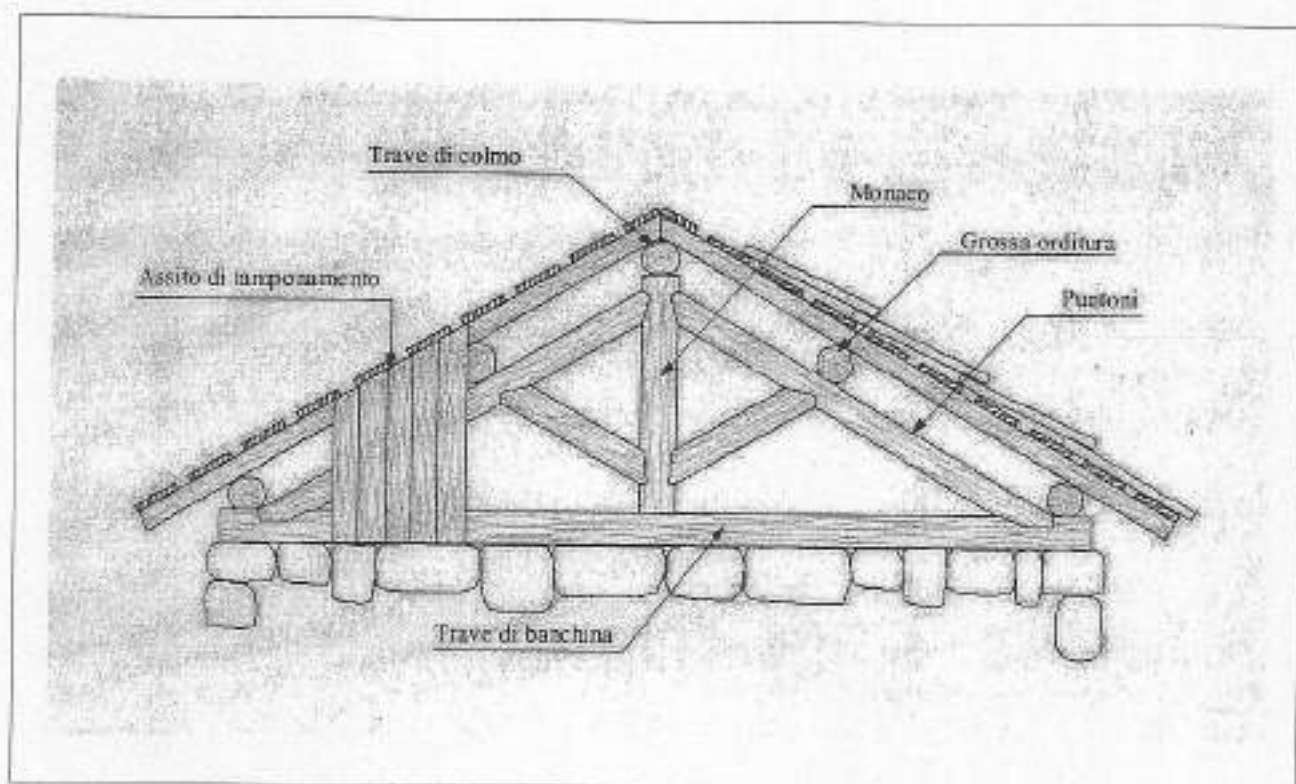 Trave di colmo
Monaco
Grossa orditura
Assito di tamponamento
Puntoni
Trave di banchina